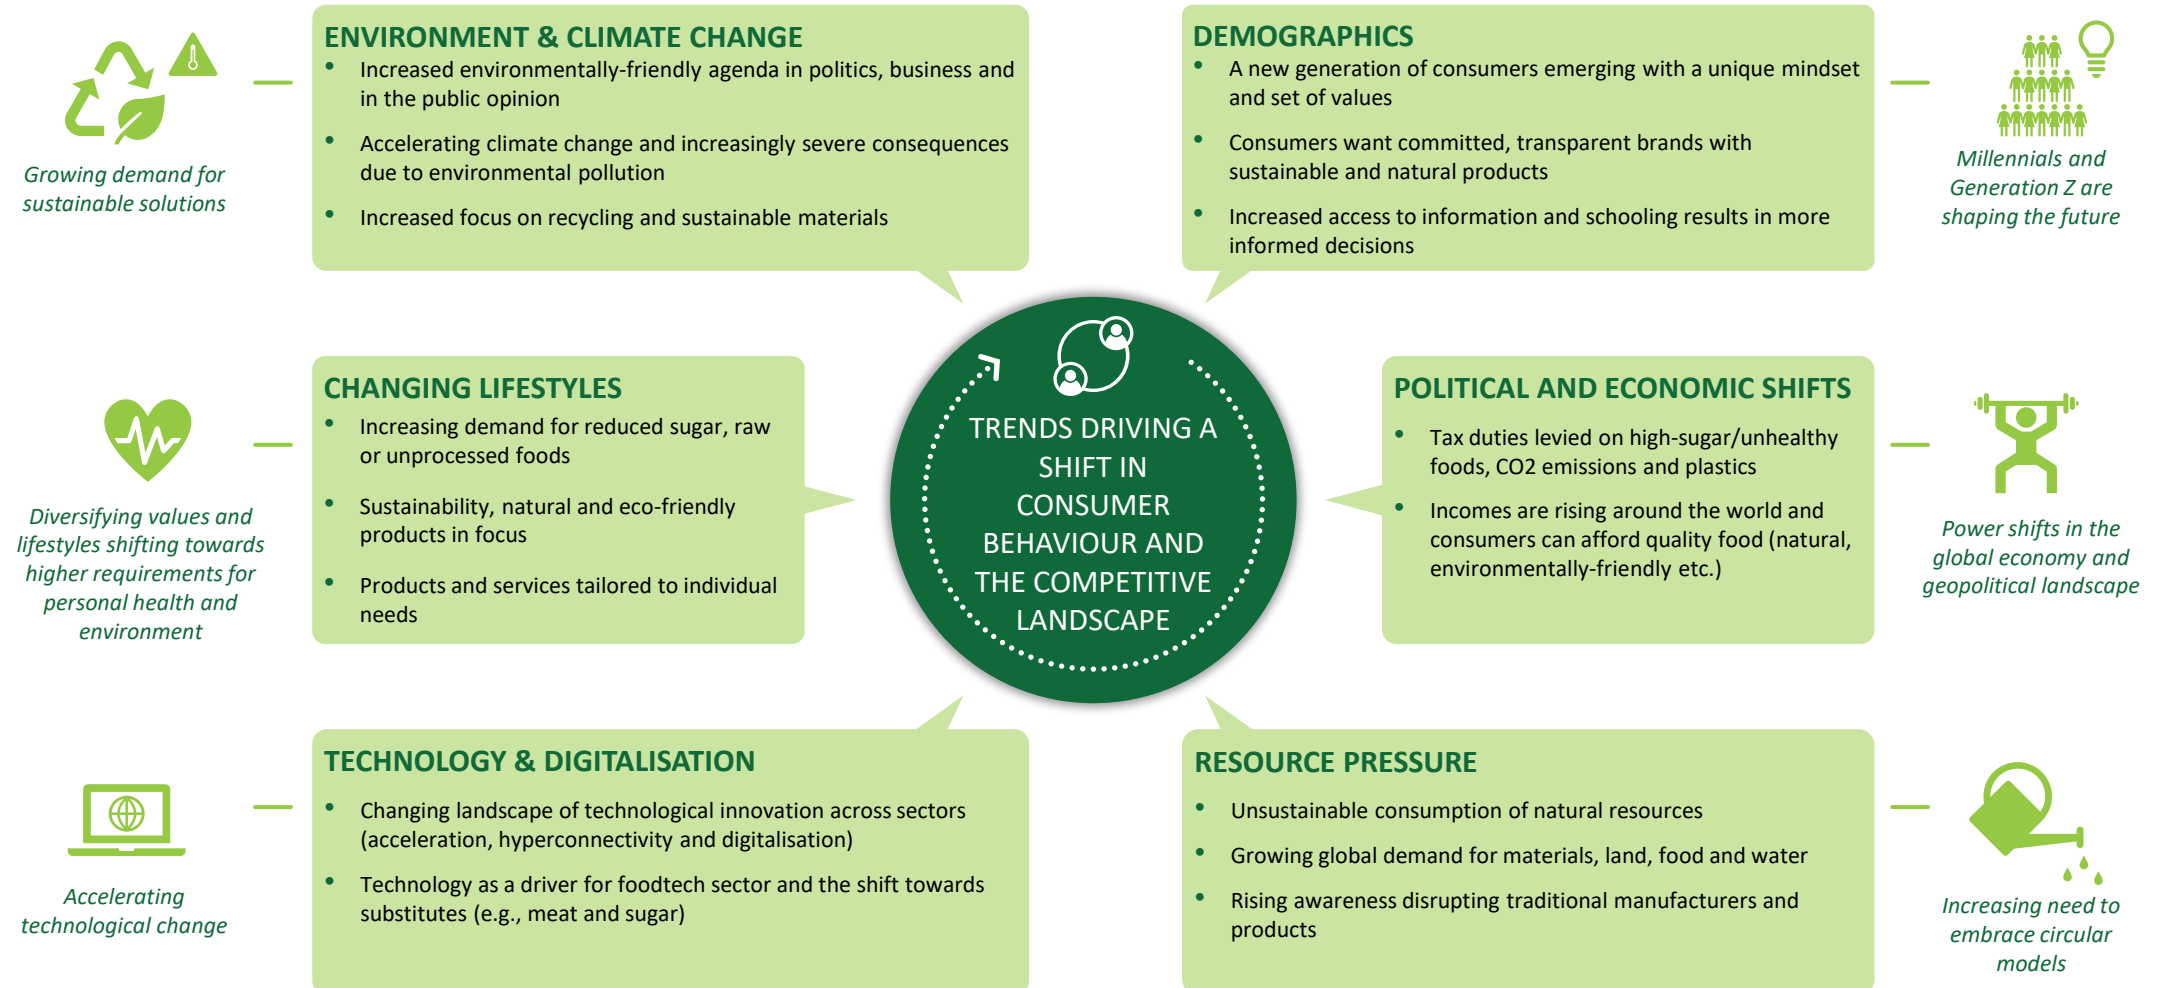 ENVIRONMENT & CLIMATE CHANGE
• Increased environmentally-friendly agenda in politics, business and
in the public opinion
• Accelerating climate change and increasingly severe consequences
due to environmental pollution
• Increased focus on recycling and sustainable materials
Growing demand for
sustainable solutions
DEMOGRAPHICS
• A new generation of consumers emerging with a unique mindset
and set of values
• Consumers want committed, transparent brands with
sustainable and natural products
• Increased access to information and schooling results in more
informed decisions
Millennials and
Generation Z are
shaping the future
CHANGING LIFESTYLES
• Increasing demand for reduced sugar, raw
or unprocessed foods
• Sustainability, natural and eco-friendly
products in focus
• Products and services tailored to individual
needs
Diversifying values and
lifestyles shifting towards
higher requirements for
personal health and
environment
TRENDS DRIVING A
SHIFT IN
CONSUMER
BEHAVIOUR AND
THE COMPETITIVE
LANDSCAPE
POLITICAL AND ECONOMIC SHIFTS
• Tax duties levied on high-sugar/unhealthy
foods, CO2 emissions and plastics
• Incomes are rising around the world and
consumers can afford quality food (natural,
environmentally-friendly etc.)
Power shifts in the
global economy and
geopolitical landscape
TECHNOLOGY & DIGITALISATION
• Changing landscape of technological innovation across sectors
(acceleration, hyperconnectivity and digitalisation)
• Technology as a driver for foodtech sector and the shift towards
substitutes (e.g., meat and sugar)
Accelerating
technological change
RESOURCE PRESSURE
• Unsustainable consumption of natural resources
• Growing global demand for materials, land, food and water
• Rising awareness disrupting traditional manufacturers and
products
Increasing need to
embrace circular
models